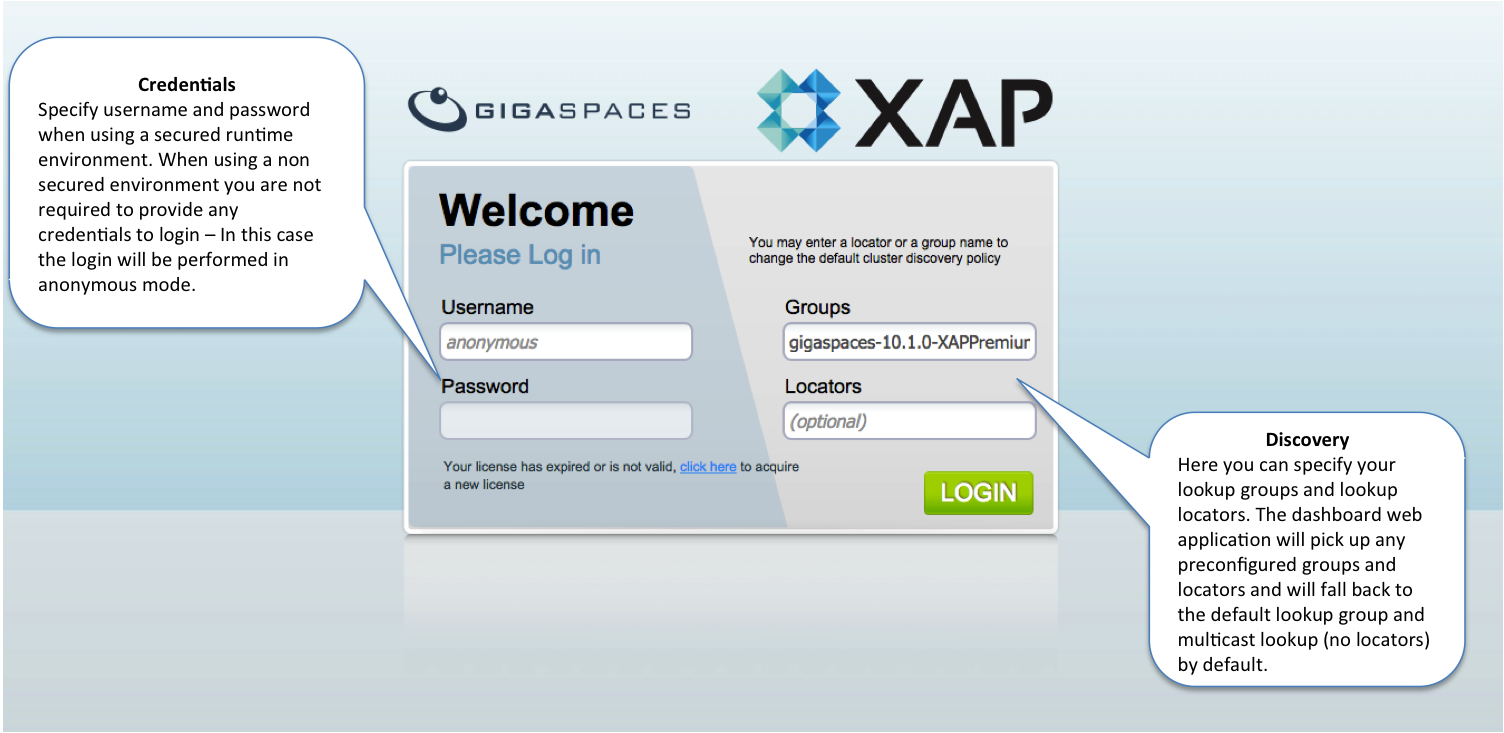 Credentials
Specify username and password
when using a secured runtime
environment. When using a non
secured environment you are not
required to provide any
credentials to login – In this case
the login will be performed in
anonymous mode.
GIGASPACES
XAP
Welcome
Please Log in
You may enter a locator or a group name to
change the default cluster discovery policy
Username
anonymous
Groups
gigaspaces-10.1.0-XAPPremiur
Password
Locators
(optional)
Your license has expired or is not valid, click here to acquire
a new license
LOGIN
Discovery
Here you can specify your
lookup groups and lookup
locators. The dashboard web
application will pick up any
preconfigured groups and
locators and will fall back to
the default lookup group and
multicast lookup (no locators)
by default.